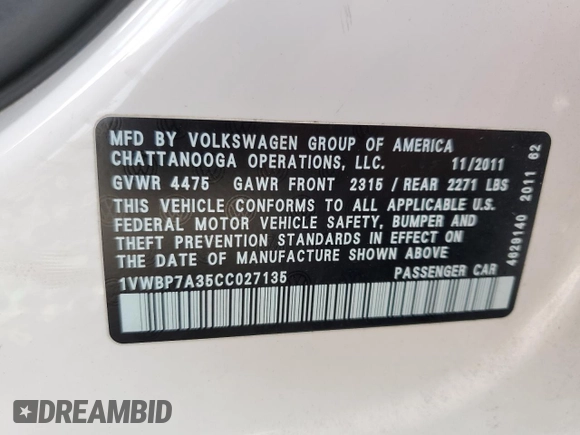 MFD BY VOLKSWAGEN GROUP OF AMERICA
CHATTANOOGA OPERATIONS, LLC. 11/2011
GVWR 4475 GAWR FRONT 2315 / REAR 2271 LBS
THIS VEHICLE CONFORMS TO ALL APPLICABLE U.S.
FEDERAL MOTOR VEHICLE SAFETY, BUMPER AND
THEFT PREVENTION STANDARDS IN EFFECT ON
THE DATE OF MANUFACTURE SHOWN ABOVE.
1VWBP7A35CC027135 PASSENGER CAR
4629140 2011 62
DREAMBID